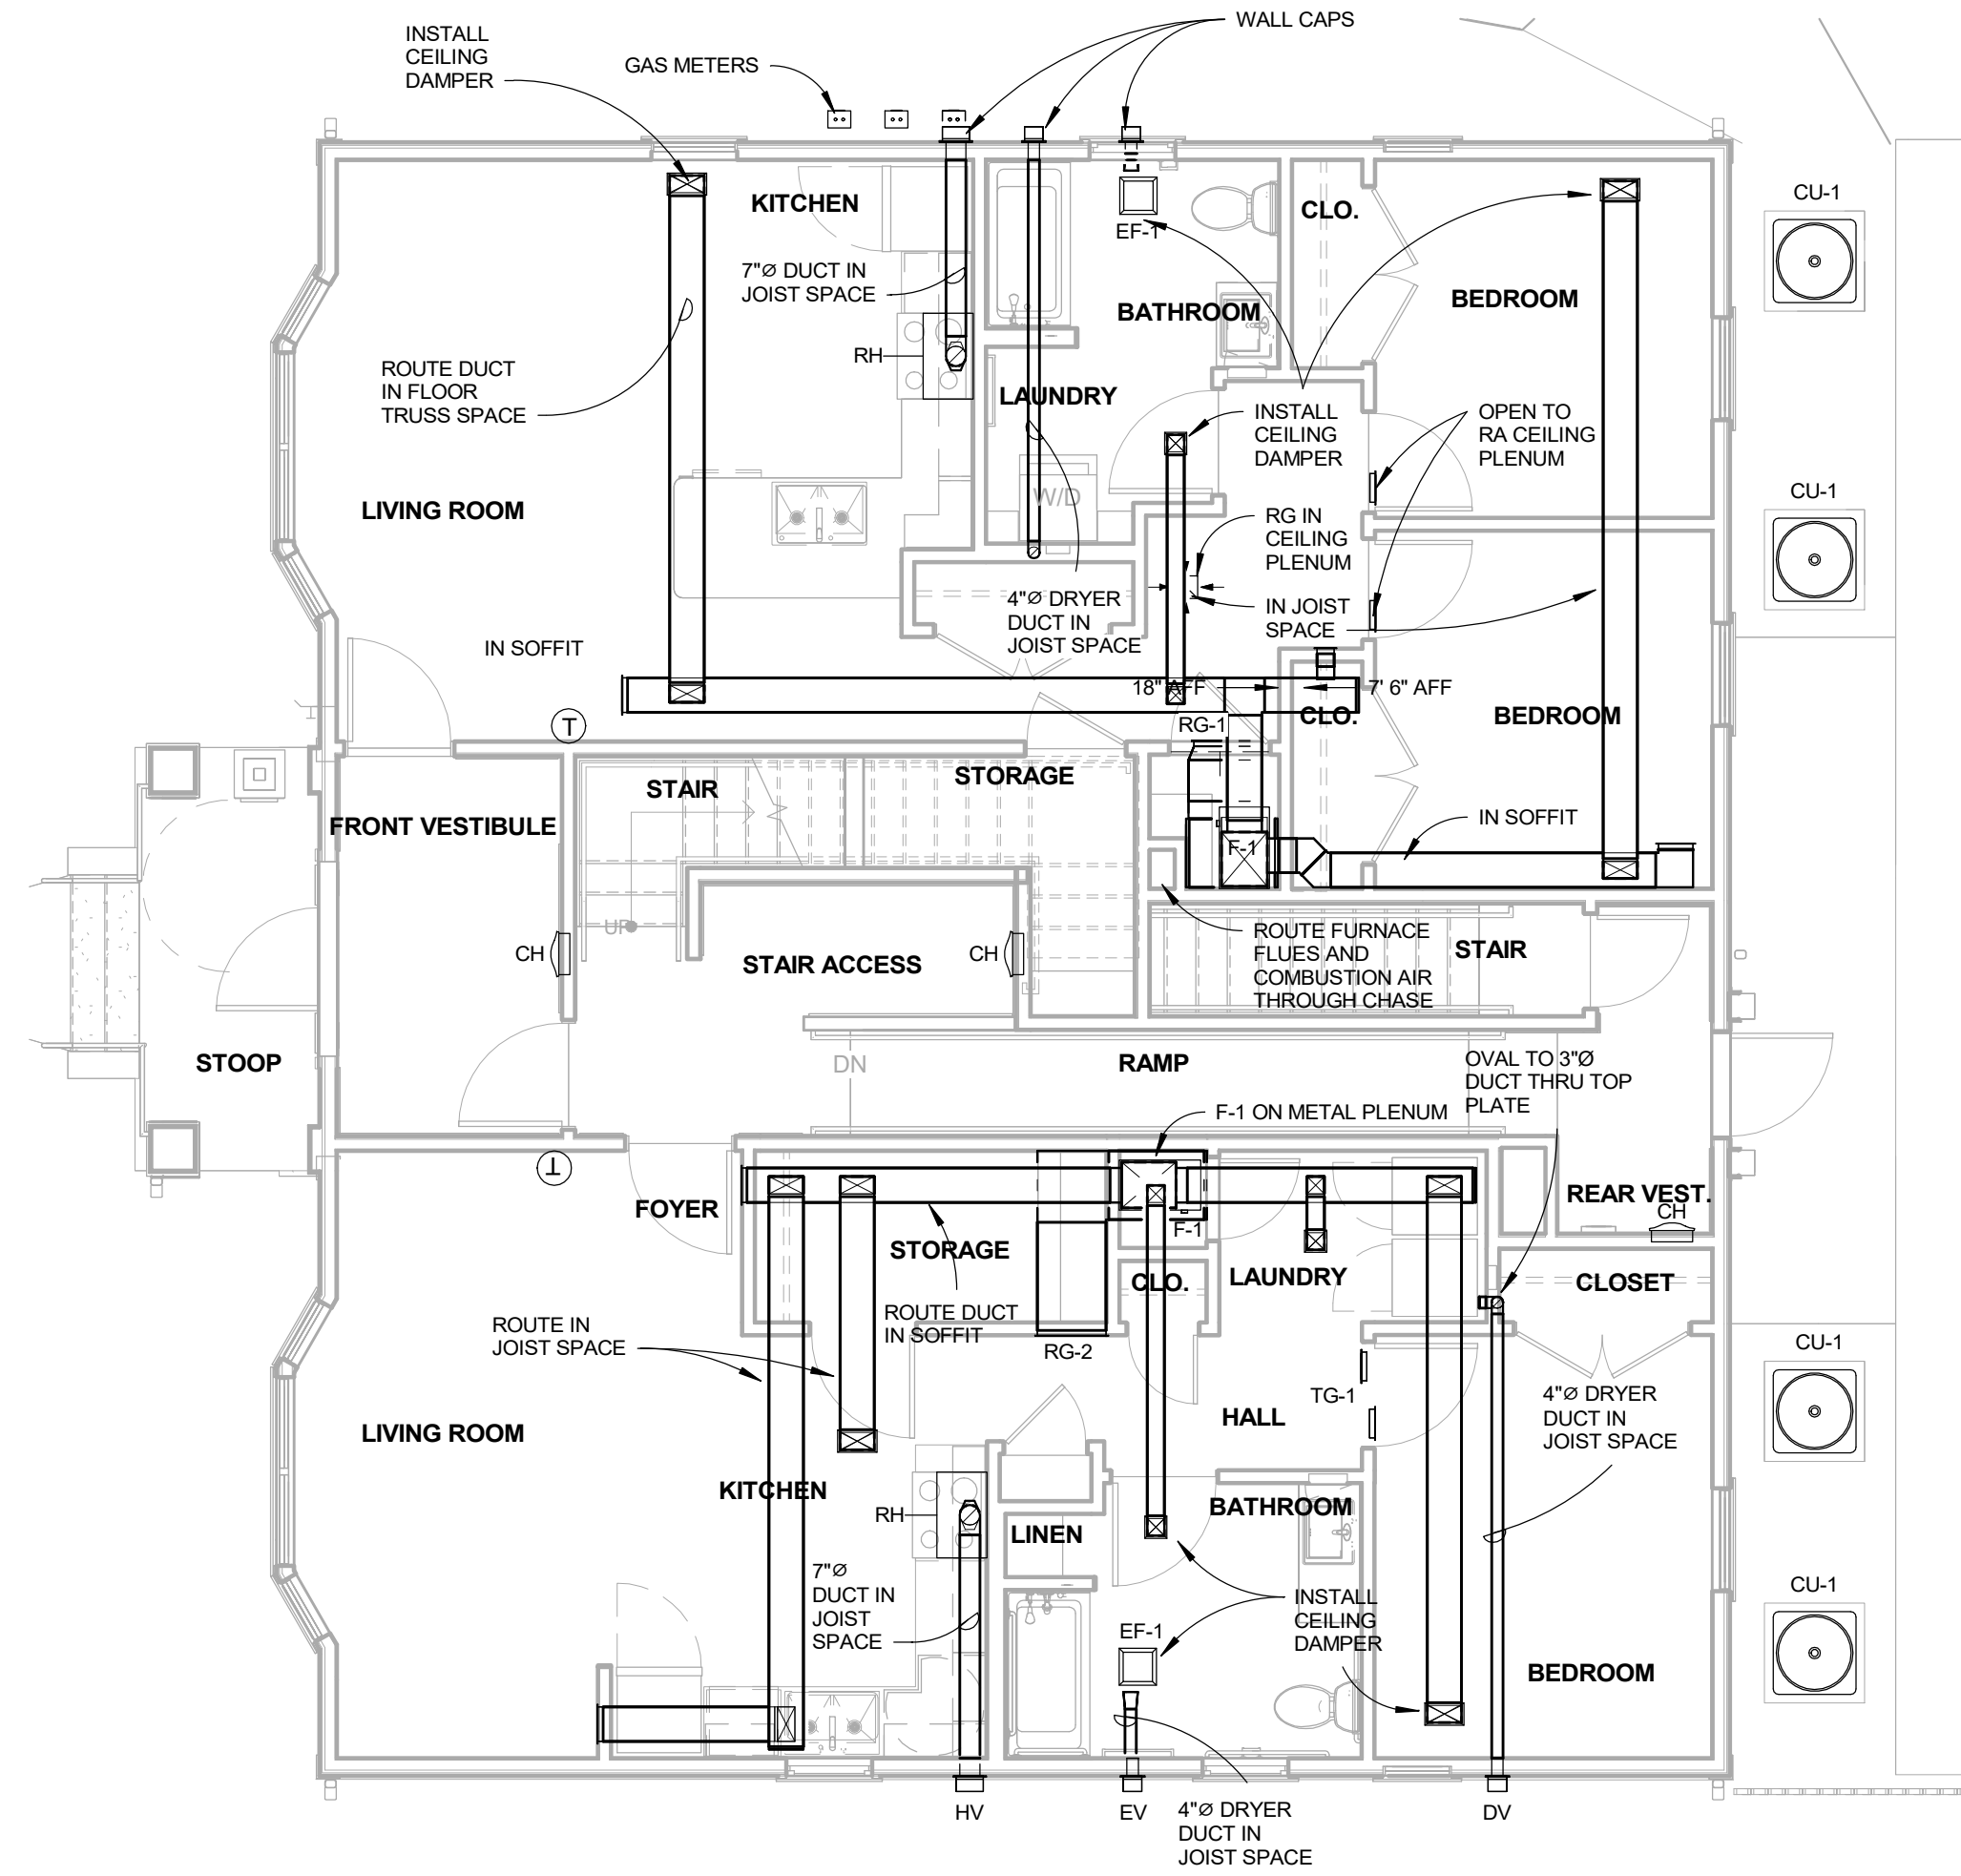 WALL CAPS
INSTALL
CEILING
DAMPER
GAS METERS
KITCHEN
CLO.
CU-1
EF-1
7"Ø DUCT IN
JOIST SPACE
BEDROOM
BATHROOM
RH
ROUTE DUCT
IN FLOOR
TRUSS SPACE
LAUNDRY
INSTALL
CEILING
DAMPER
OPEN TO
RA CEILING
PLENUM
LIVING ROOM
W/D
CU-1
RG IN
CEILING
PLENUM
4"Ø DRYER
DUCT IN
JOIST SPACE
IN JOIST
SPACE
IN SOFFIT
18" AFF
7' 6" AFF
T
RG-1
CLO.
BEDROOM
STAIR
STORAGE
FRONT VESTIBULE
IN SOFFIT
F-1
UP
CH
STAIR ACCESS
CH
ROUTE FURNACE
FLUES AND
COMBUSTION AIR
THROUGH CHASE
STAIR
STOOP
DN
RAMP
OVAL TO 3"Ø
DUCT THRU TOP
PLATE
F-1 ON METAL PLENUM
T
FOYER
REAR VEST.
CH
F-1
STORAGE
CLO.
LAUNDRY
CLOSET
ROUTE DUCT
IN SOFFIT
ROUTE IN
JOIST SPACE
RG-2
CU-1
TG-1
4"Ø DRYER
DUCT IN
JOIST SPACE
LIVING ROOM
HALL
KITCHEN
RH
BATHROOM
LINEN
7"Ø
DUCT IN
JOIST
SPACE
INSTALL
CEILING
DAMPER
CU-1
EF-1
BEDROOM
HV
EV
4"Ø DRYER
DUCT IN
JOIST SPACE
DV